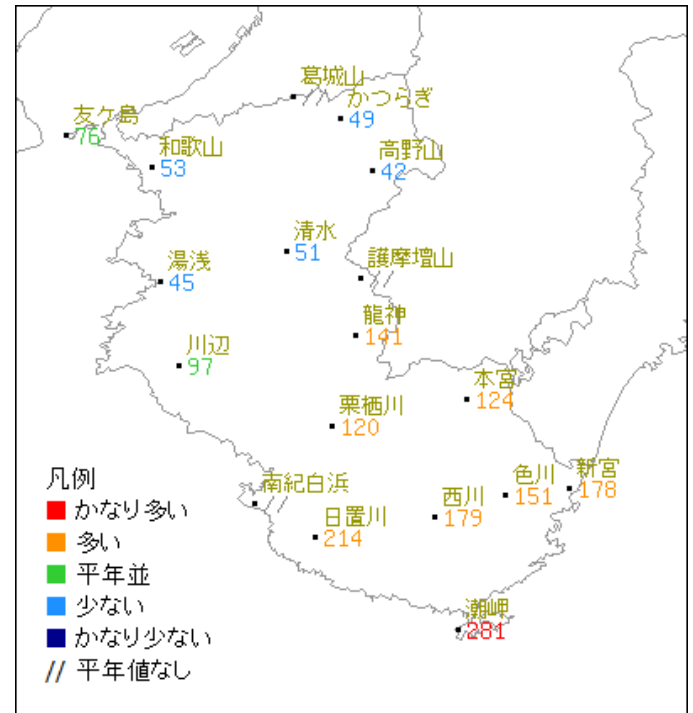 葛城山
//
かつらぎ
49
友ケ島
76
和歌山
53
高野山
42
清水
51
護摩壇山
//
湯浅
45
龍神
141
川辺
97
本宮
124
栗栖川
120
南紀白浜
//
日置川
214
西川
179
色川
151
新宮
178
潮岬
281
凡例
かなり多い
多い
平年並
少ない
かなり少ない
// 平年値なし